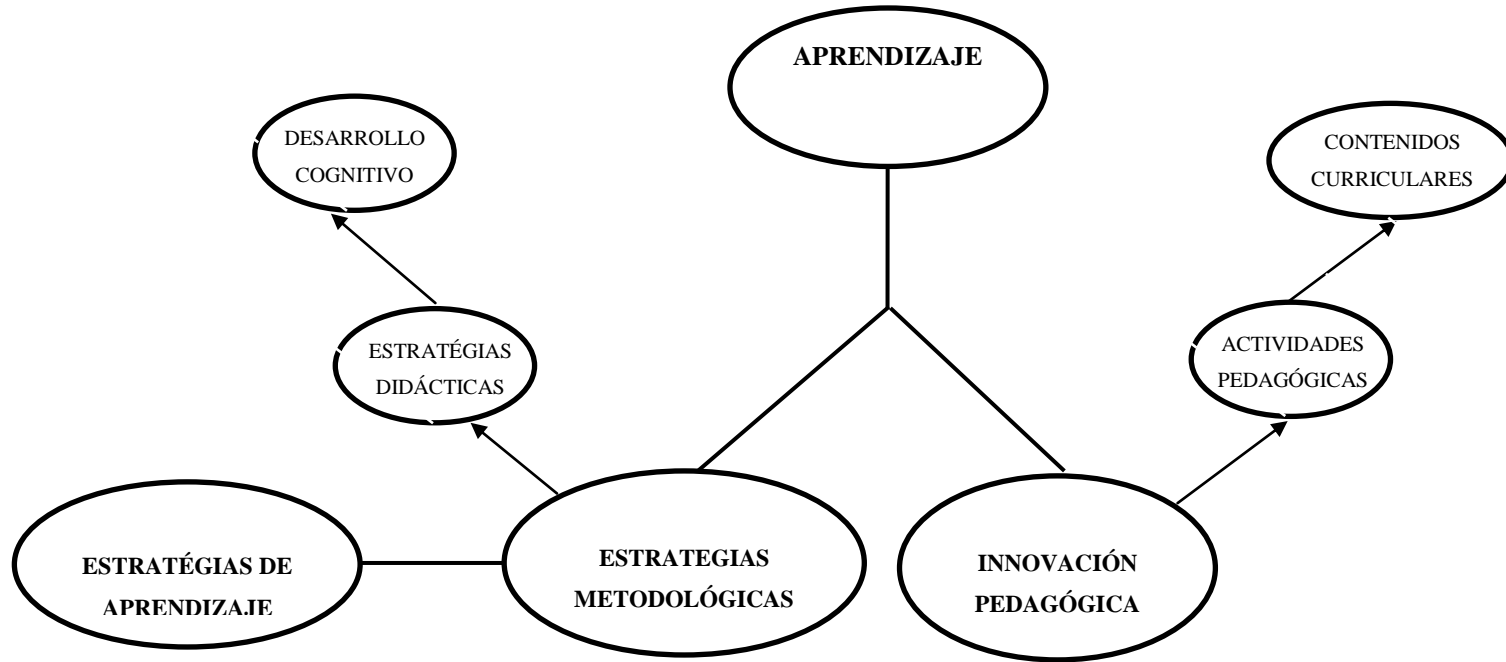 APRENDIZAJE
DESARROLLO
COGNITIVO
CONTENIDOS
CURRICULARES
ESTRATÉGIAS
DIDÁCTICAS
ACTIVIDADES
PEDAGÓGICAS
ESTRATÉGIAS DE
APRENDIZAJE
ESTRATEGIAS
METODOLÓGICAS
INNOVACIÓN
PEDAGÓGICA